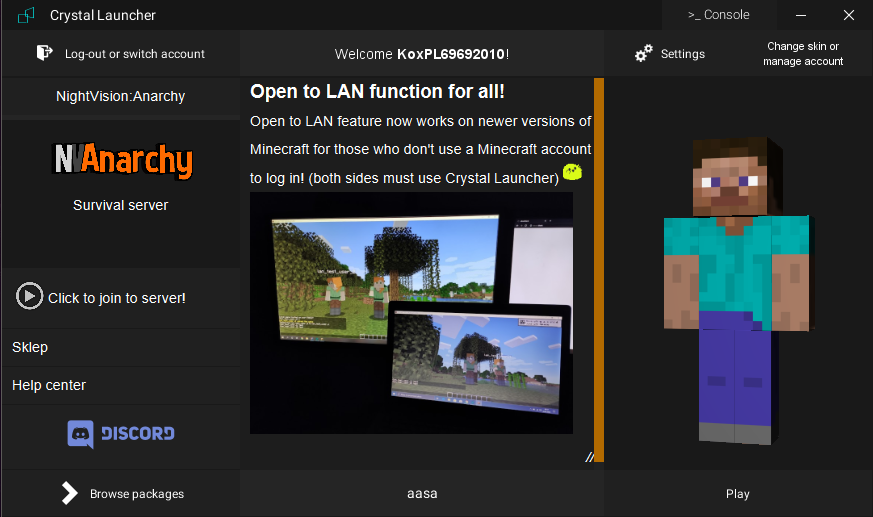 Crystal Launcher
>_ Console
Log-out or switch account
Welcome KoxPL69692010!
Settings
Change skin or
manage account
NightVision:Anarchy
NVAnarchy
Survival server
Click to join to server!
Sklep
Help center
DISCORD
Browse packages
Open to LAN function for all!
Open to LAN feature now works on newer versions of
Minecraft for those who don't use a Minecraft account
to log in! (both sides must use Crystal Launcher)
aasa
Play